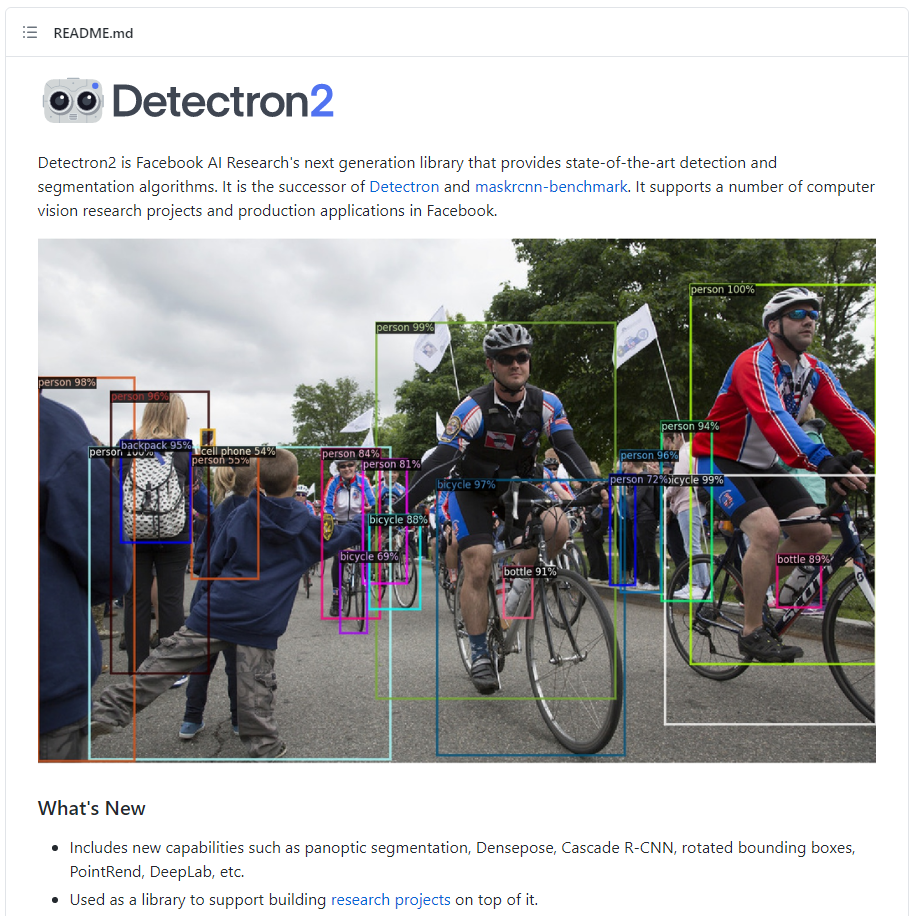 README.md
Detectron2
Detectron2 is Facebook AI Research's next generation library that provides state-of-the-art detection and
segmentation algorithms. It is the successor of Detectron and maskrcnn-benchmark. It supports a number of computer
vision research projects and production applications in Facebook.
person 100%
person 99%
person 98%
person 96%
person 94%
backpack 95%
person 100%
cell phone 54%
person 55%
person 84%
person 81%
person 96%
bicycle 97%
person 72%
bicycle 99%
bicycle 88%
bicycle 69%
bottle 91%
bottle 89%
What's New
Includes new capabilities such as panoptic segmentation, Densepose, Cascade R-CNN, rotated bounding boxes,
PointRend, DeepLab, etc.
Used as a library to support building research projects on top of it.